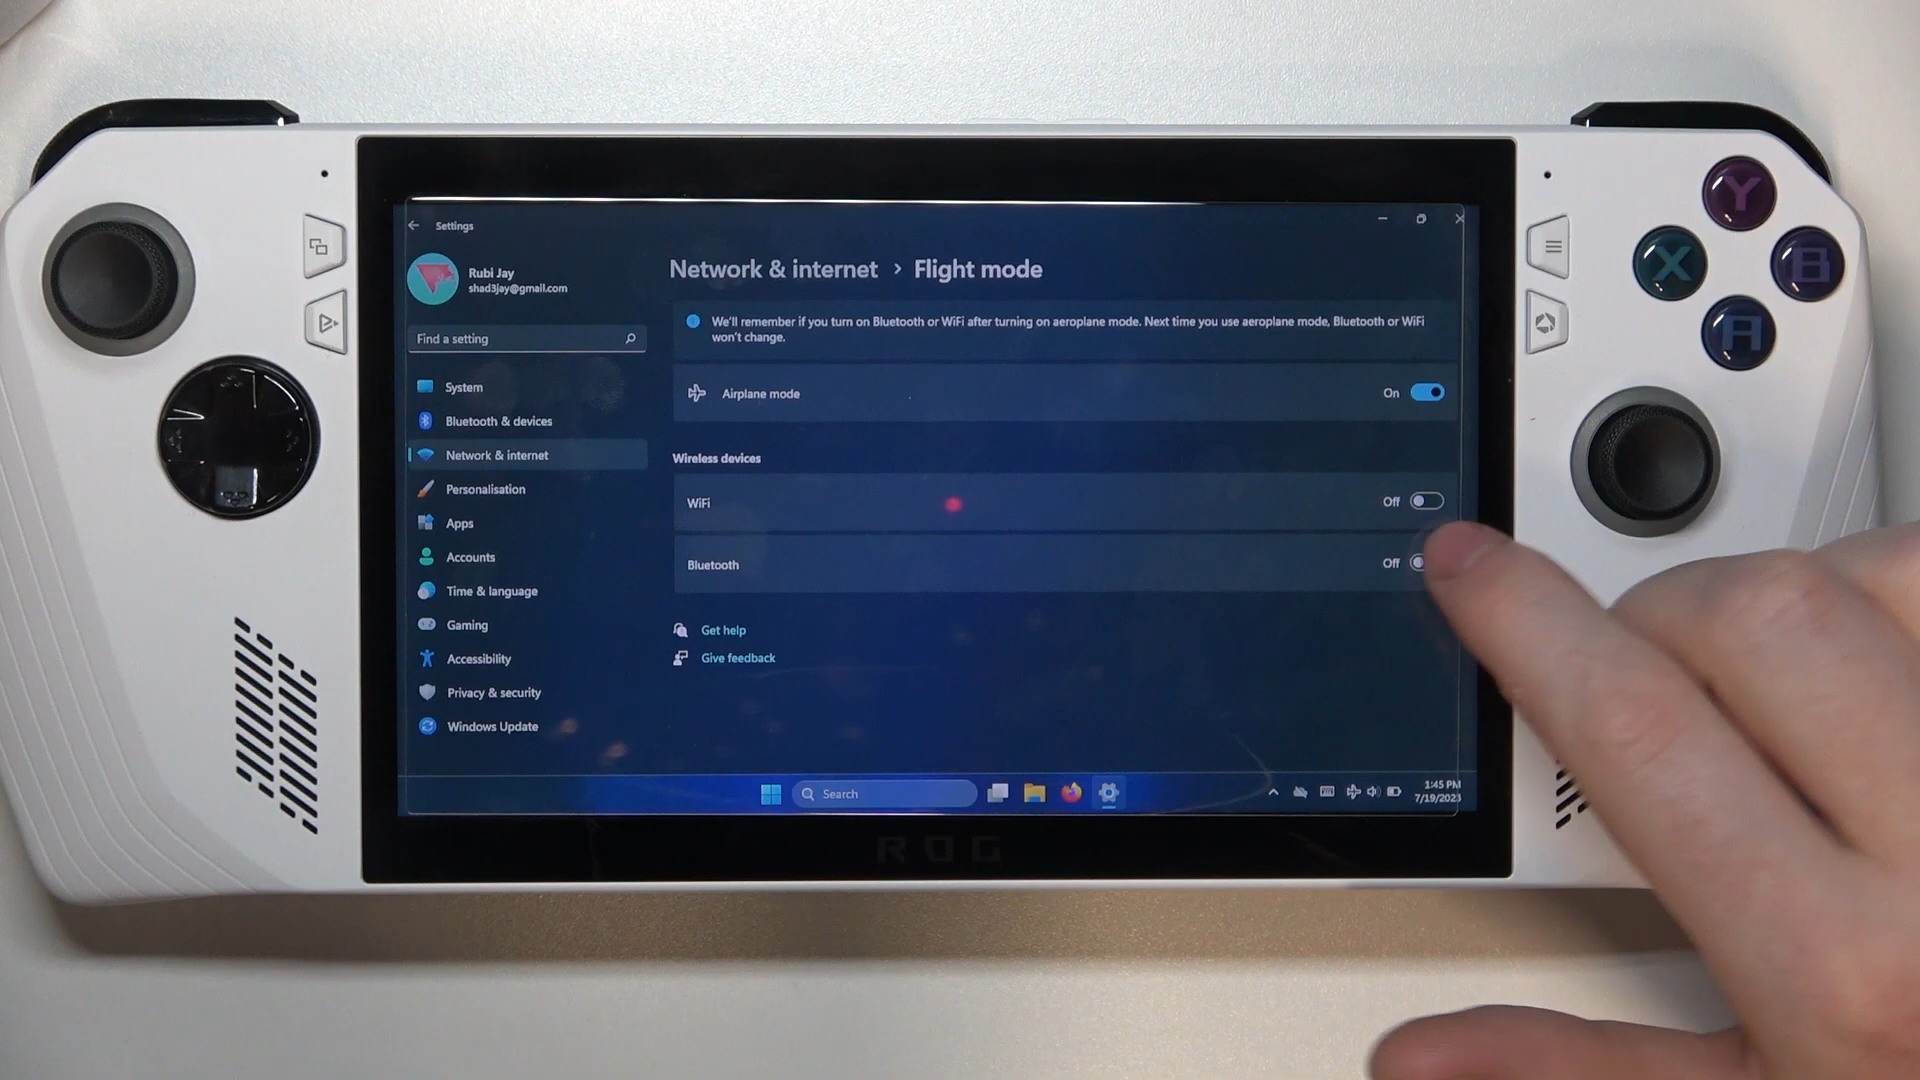 Settings
Rubi Jay
shad3jay@gmail.com
Find a setting
System
Bluetooth & devices
Network & internet
Personalisation
Apps
Accounts
Time & language
Gaming
Accessibility
Privacy & security
Windows Update
Network & internet > Flight mode
We'll remember if you turn on Bluetooth or WiFi after turning on aeroplane mode. Next time you use aeroplane mode, Bluetooth or WiFi
won't change.
Airplane mode
On
Wireless devices
WiFi
Off
Bluetooth
Off
Get help
Give feedback
Search
1:45 PM
7/19/2023
ROG
Y
X
B
A